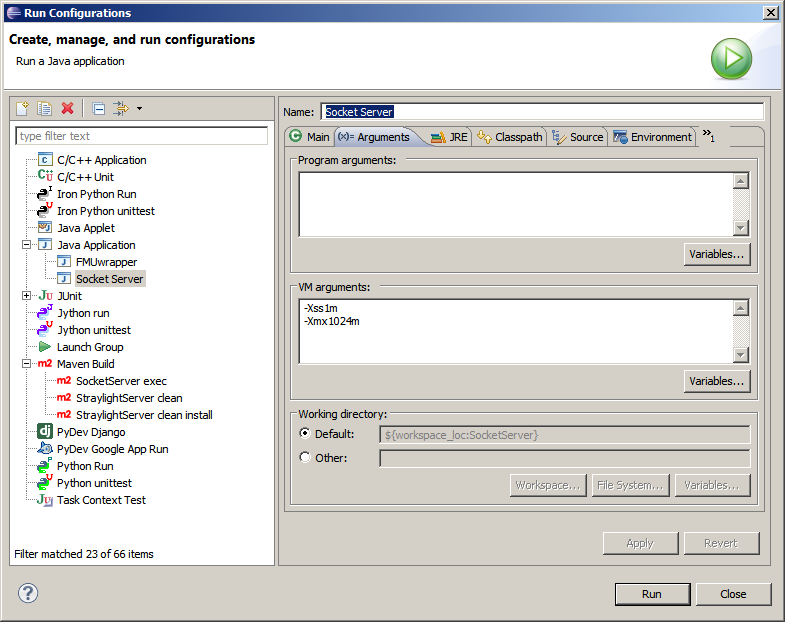 Run Configurations
Create, manage, and run configurations
Run a Java application
type filter text
C/C++ Application
C/C++ Unit
Iron Python Run
Iron Python unittest
Java Applet
Java Application
FMUwrapper
Socket Server
JUnit
Jython run
Jython unittest
Launch Group
Maven Build
SocketServer exec
StraylightServer clean
StraylightServer clean install
PyDev Django
PyDev Google App Run
Python Run
Python unittest
Task Context Test
Filter matched 23 of 66 items
Name: Socket Server
Main (x)= Arguments JRE Classpath Source Environment »1
Program arguments:
Variables...
VM arguments:
-Xss1m
-Xmx1024m
Variables...
Working directory:
Default: ${workspace_loc:SocketServer}
Other:
Workspace... File System... Variables...
Apply Revert
? Run Close